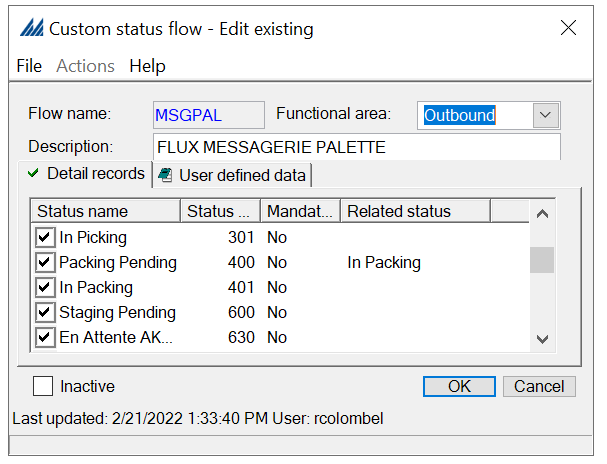 Custom status flow - Edit existing
File Actions Help
Flow name: MSGPAL Functional area: Outbound
Description: FLUX MESSAGERIE PALETTE
Detail records User defined data
Status name Status ... Mandat... Related status
In Picking 301 No
Packing Pending 400 No In Packing
In Packing 401 No
Staging Pending 600 No
En Attente AK... 630 No
Inactive OK Cancel
Last updated: 2/21/2022 1:33:40 PM User: rcolombel